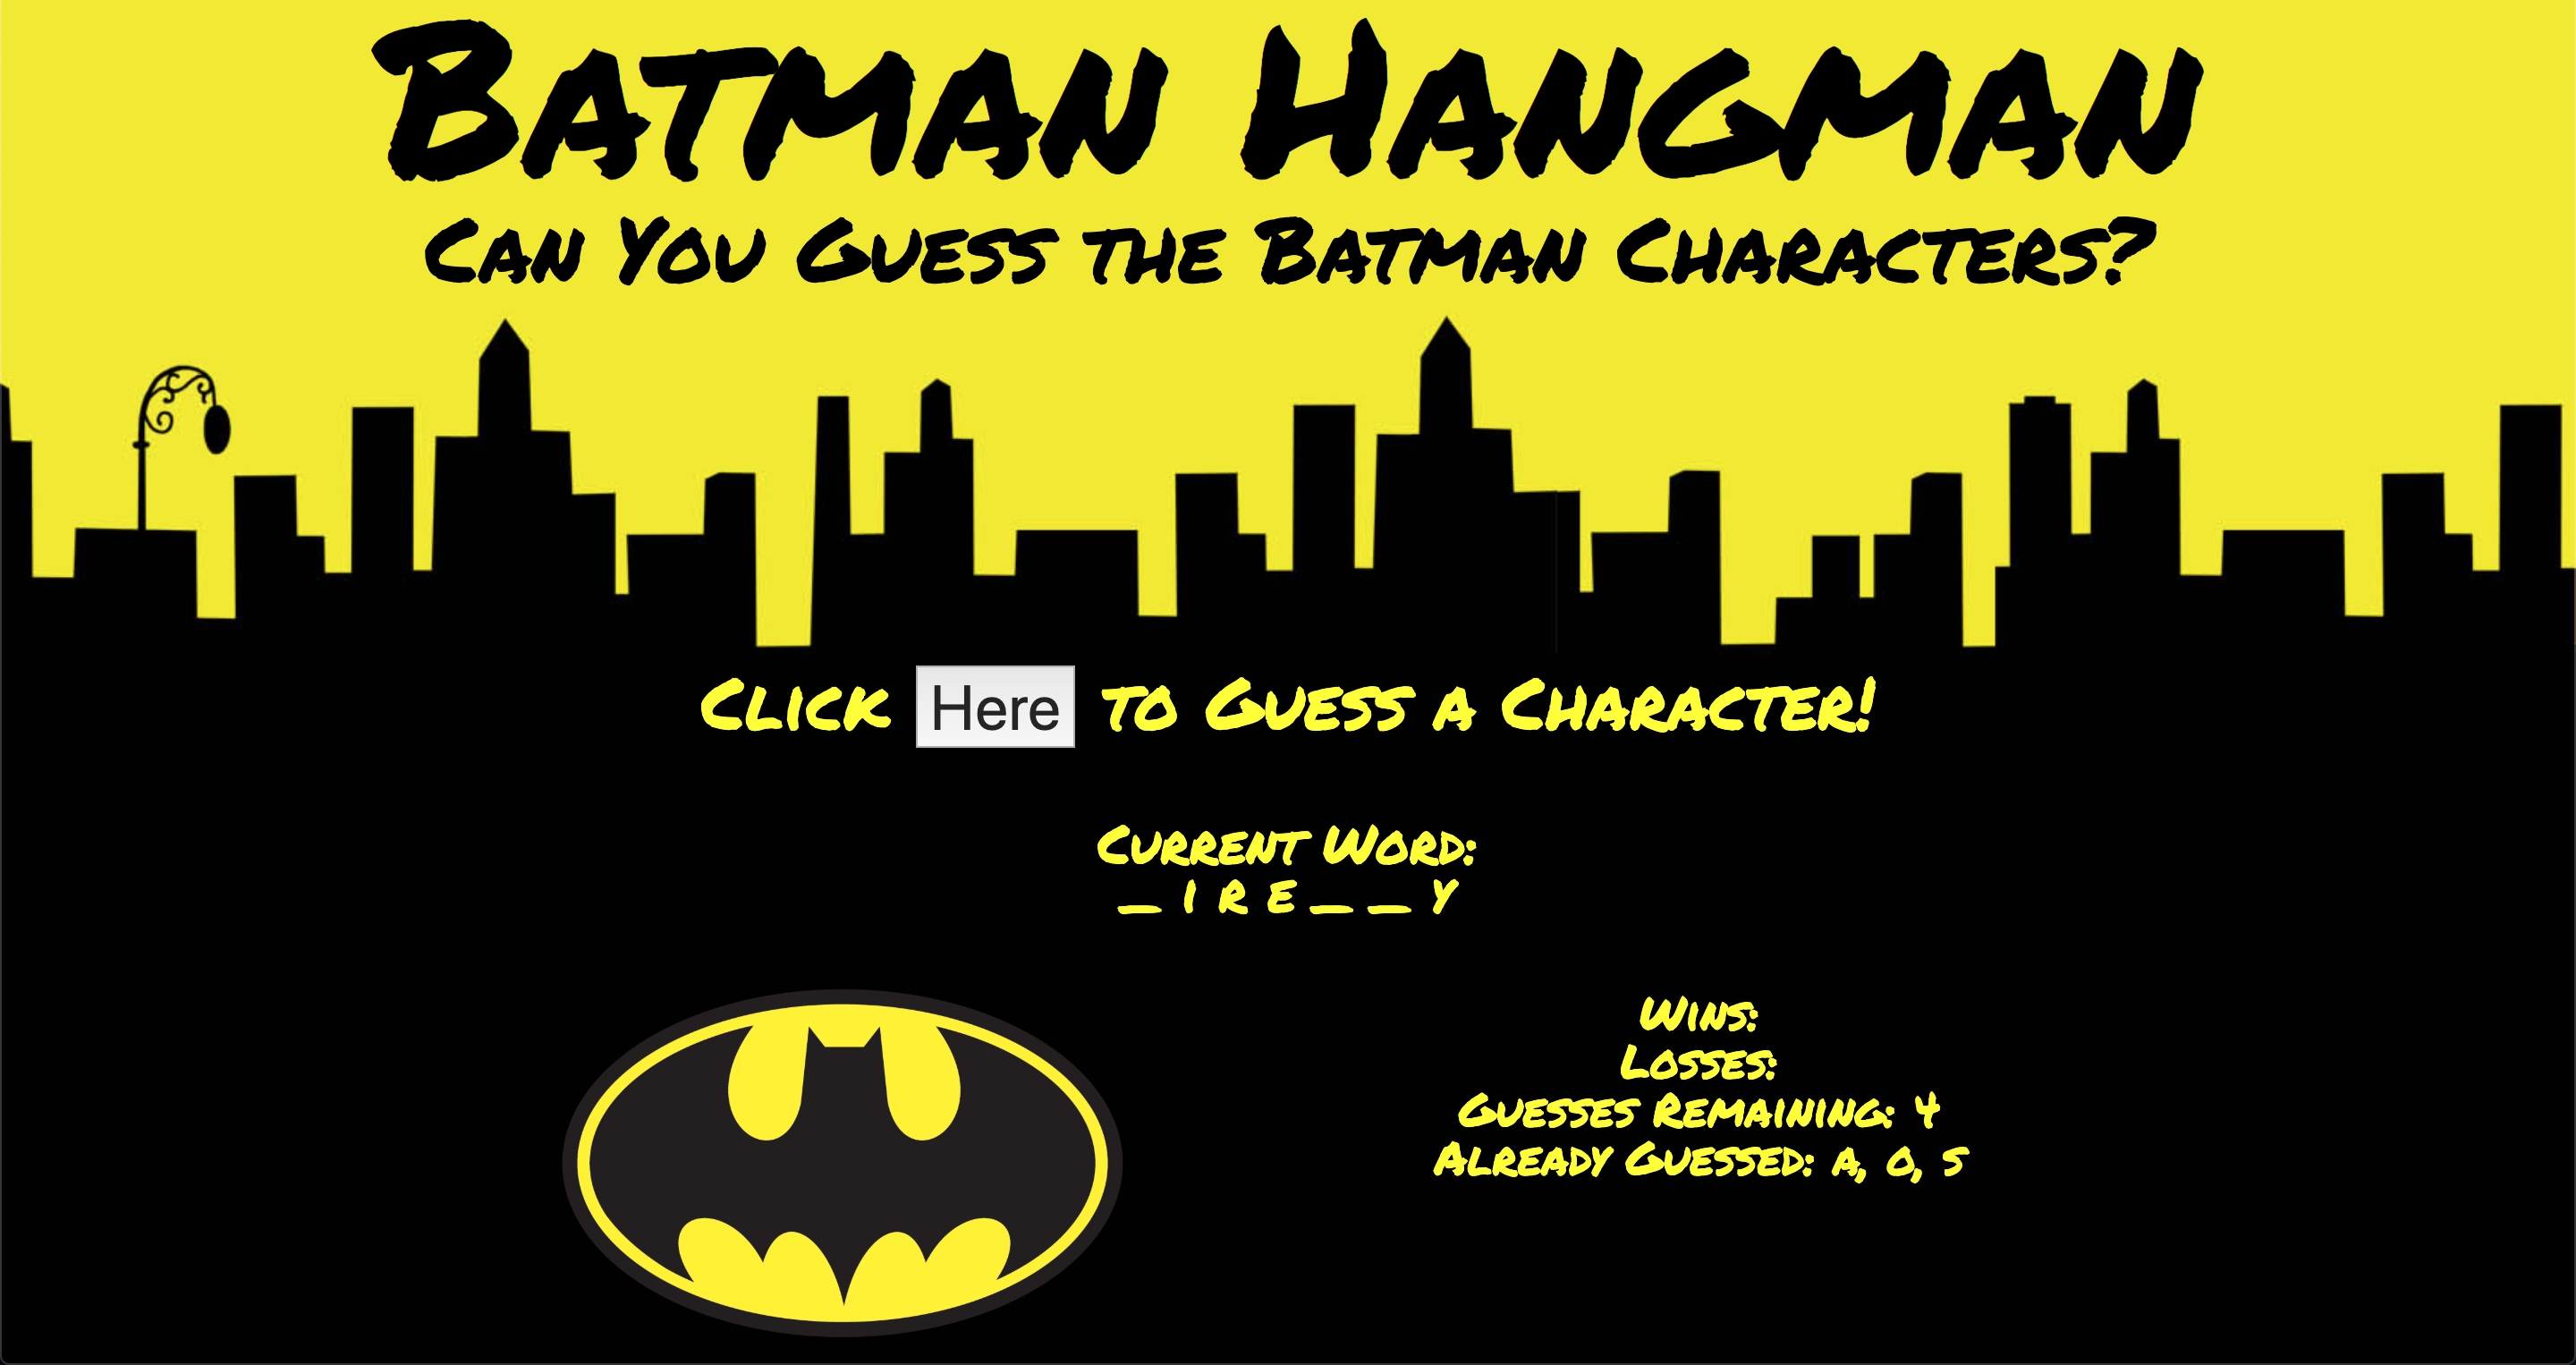 Batman Hangman
Can You Guess the Batman Characters?
Click Here to Guess a Character!
Current Word:
_ I R E _ _ Y
Wins:
Losses:
Guesses Remaining: 4
Already Guessed: A, O, S